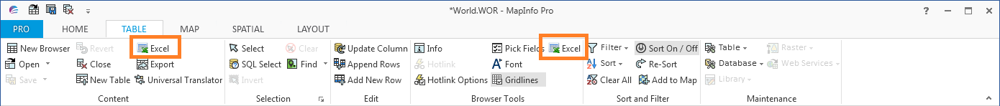 *World.WOR - MapInfo Pro
PRO HOME TABLE MAP SPATIAL LAYOUT
New Browser Revert Excel Select Clear Update Column Info Pick Fields Excel Filter Sort On / Off Table Raster
Open Close Export SQL Select Find Append Rows Hotlink Font Sort Re-Sort Database Web Services
Save New Table Universal Translator Invert Add New Row Hotlink Options Gridlines Clear All Add to Map Library
Content Selection Edit Browser Tools Sort and Filter Maintenance